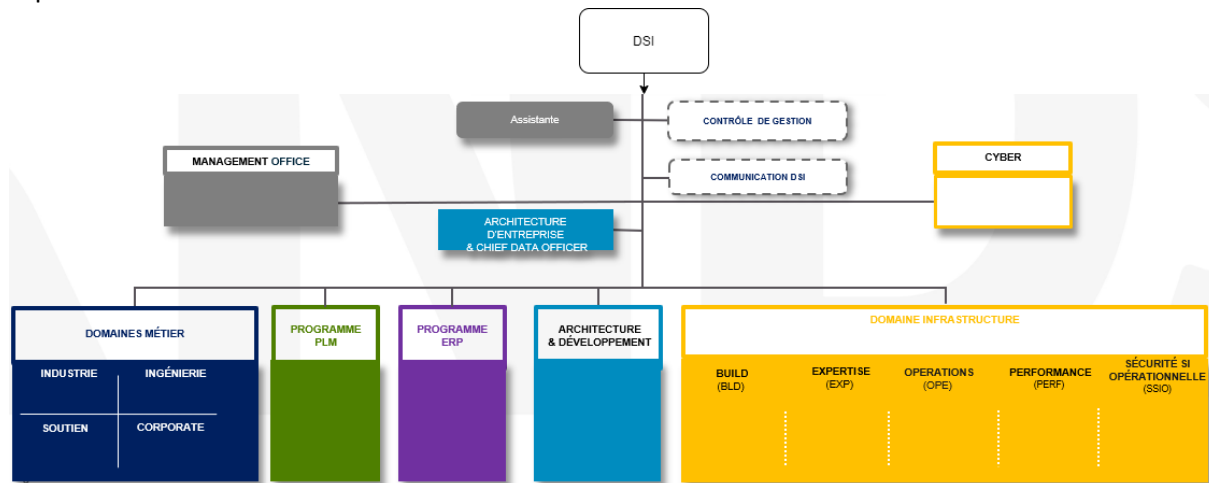 DSI
Assistante
CONTRÔLE DE GESTION
MANAGEMENT OFFICE
COMMUNICATION DSI
CYBER
ARCHITECTURE
D'ENTREPRISE
& CHIEF DATA OFFICER
DOMAINES MÉTIER
INDUSTRIE
INGÉNIERIE
SOUTIEN
CORPORATE
PROGRAMME
PLM
PROGRAMME
ERP
ARCHITECTURE
& DÉVELOPPEMENT
DOMAINE INFRASTRUCTURE
BUILD
(BLD)
EXPERTISE
(EXP)
OPERATIONS
(OPE)
PERFORMANCE
(PERF)
SÉCURITÉ SI
OPÉRATIONNELLE
(SSIO)